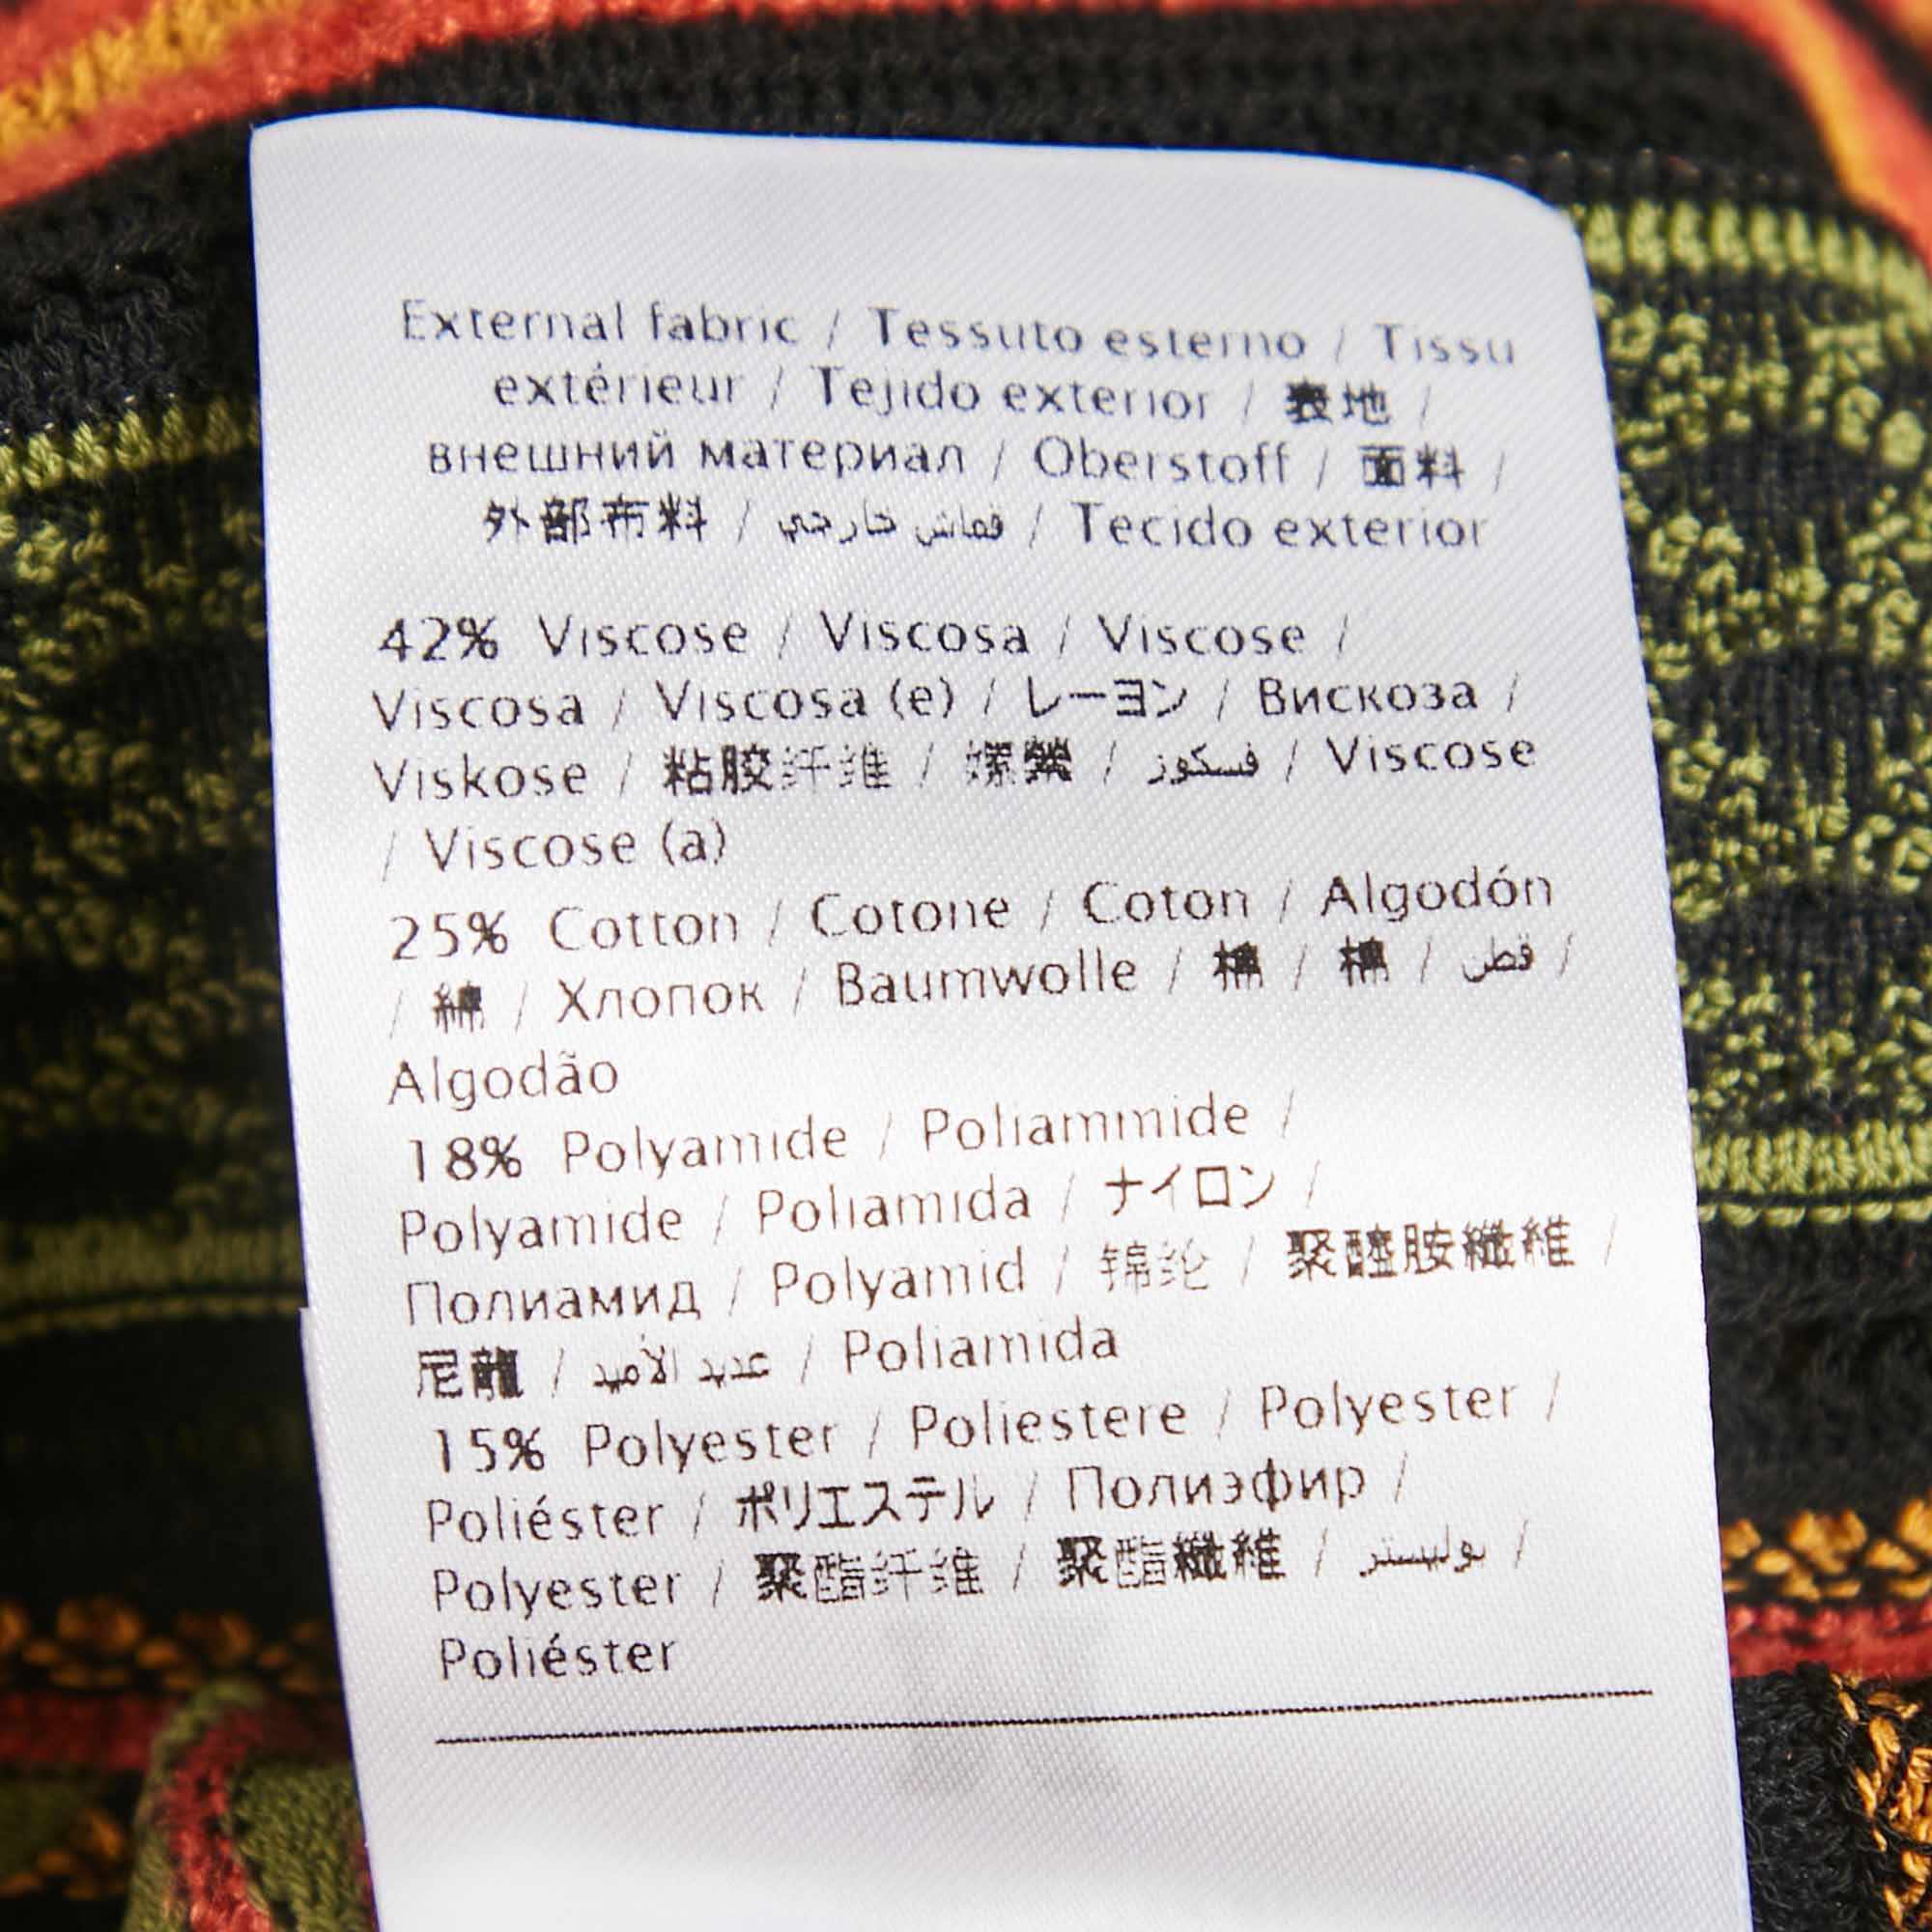 External fabric / Tessuto esterno / Tissu
extérieur / Tejido exterior / 表地 /
внешний материал / Oberstoff / 面料 /
外部布料 / قماش خارجي / Tecido exterior
42% Viscose / Viscosa / Viscose /
Viscosa / Viscosa (e) / レーヨン / Вискоза /
Viskose / 粘胶纤维 / 嫘縈 / فسكوز / Viscose
/ Viscose (a)
25% Cotton / Cotone / Coton / Algodón
/ 綿 / Хлопок / Baumwolle / 棉 / 棉 / قطن /
Algodão
18% Polyamide / Poliammide /
Polyamide / Poliamida / ナイロン /
Полиамид / Polyamid / 锦纶 / 聚醯胺纖維 /
尼龍 / عديد الأميد / Poliamida
15% Polyester / Poliestere / Polyester /
Poliéster / ポリエステル / Полиэфир /
Polyester / 聚酯纤维 / 聚酯纖維 / بوليستر /
Poliéster